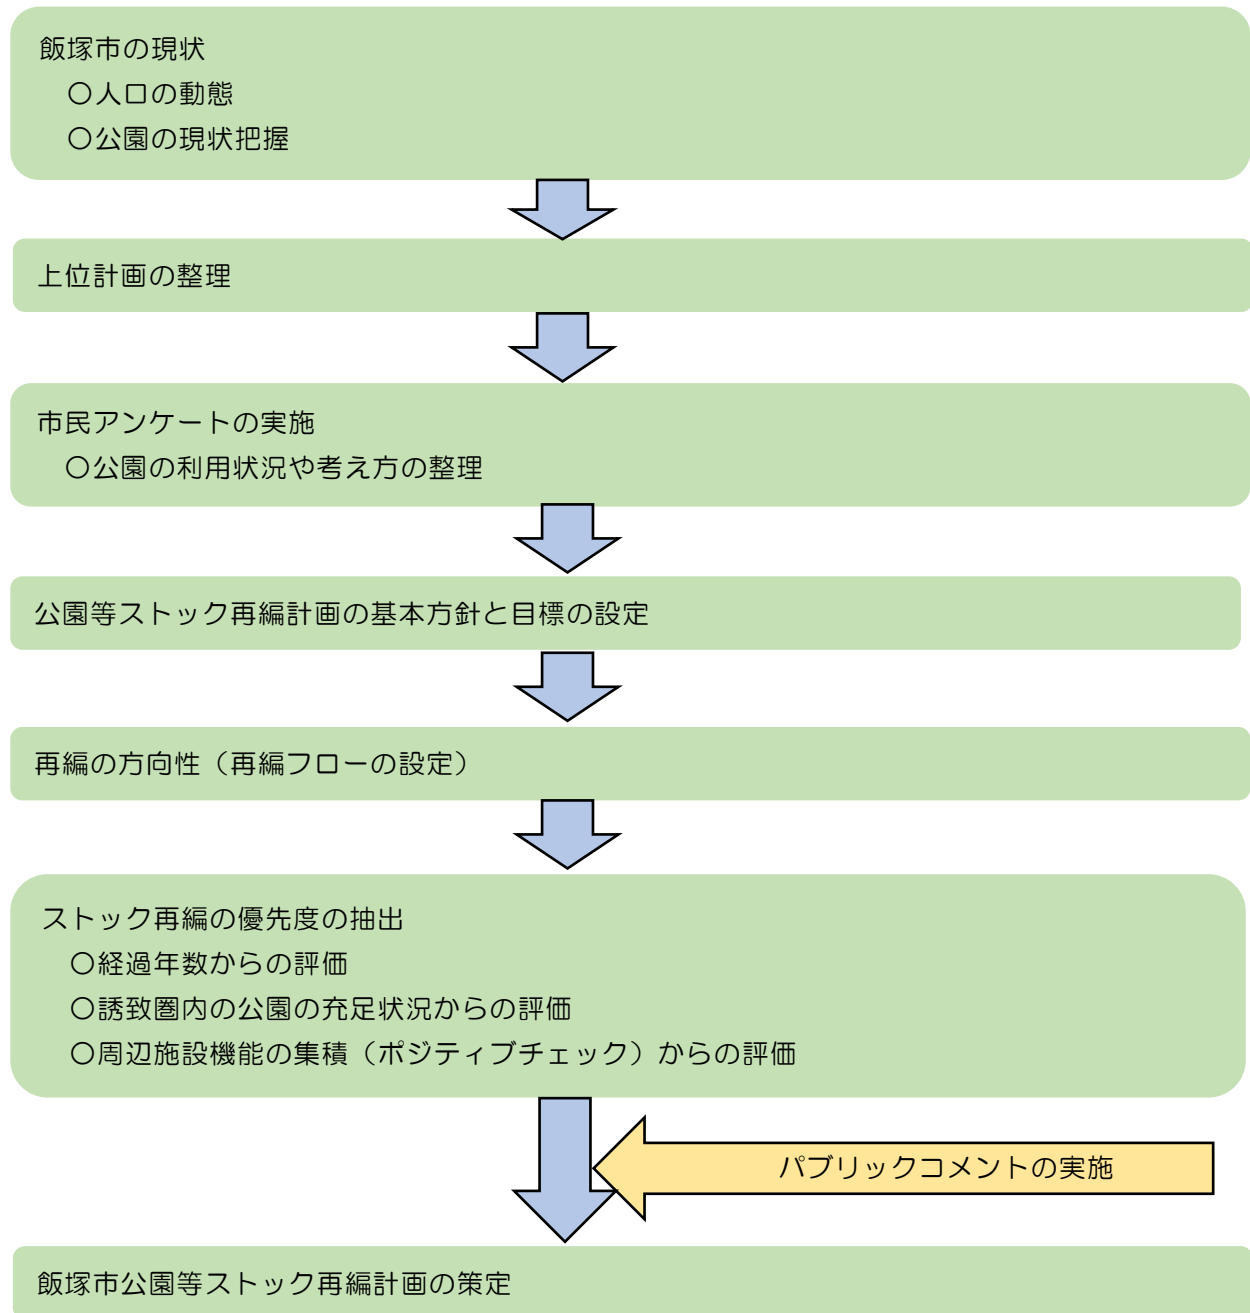 飯塚市の現状
〇人口の動態
〇公園の現状把握
上位計画の整理
市民アンケートの実施
〇公園の利用状況や考え方の整理
公園等ストック再編計画の基本方針と目標の設定
再編の方向性（再編フローの設定）
ストック再編の優先度の抽出
〇経過年数からの評価
〇誘致圏内の公園の充足状況からの評価
〇周辺施設機能の集積（ポジティブチェック）からの評価
パブリックコメントの実施
飯塚市公園等ストック再編計画の策定